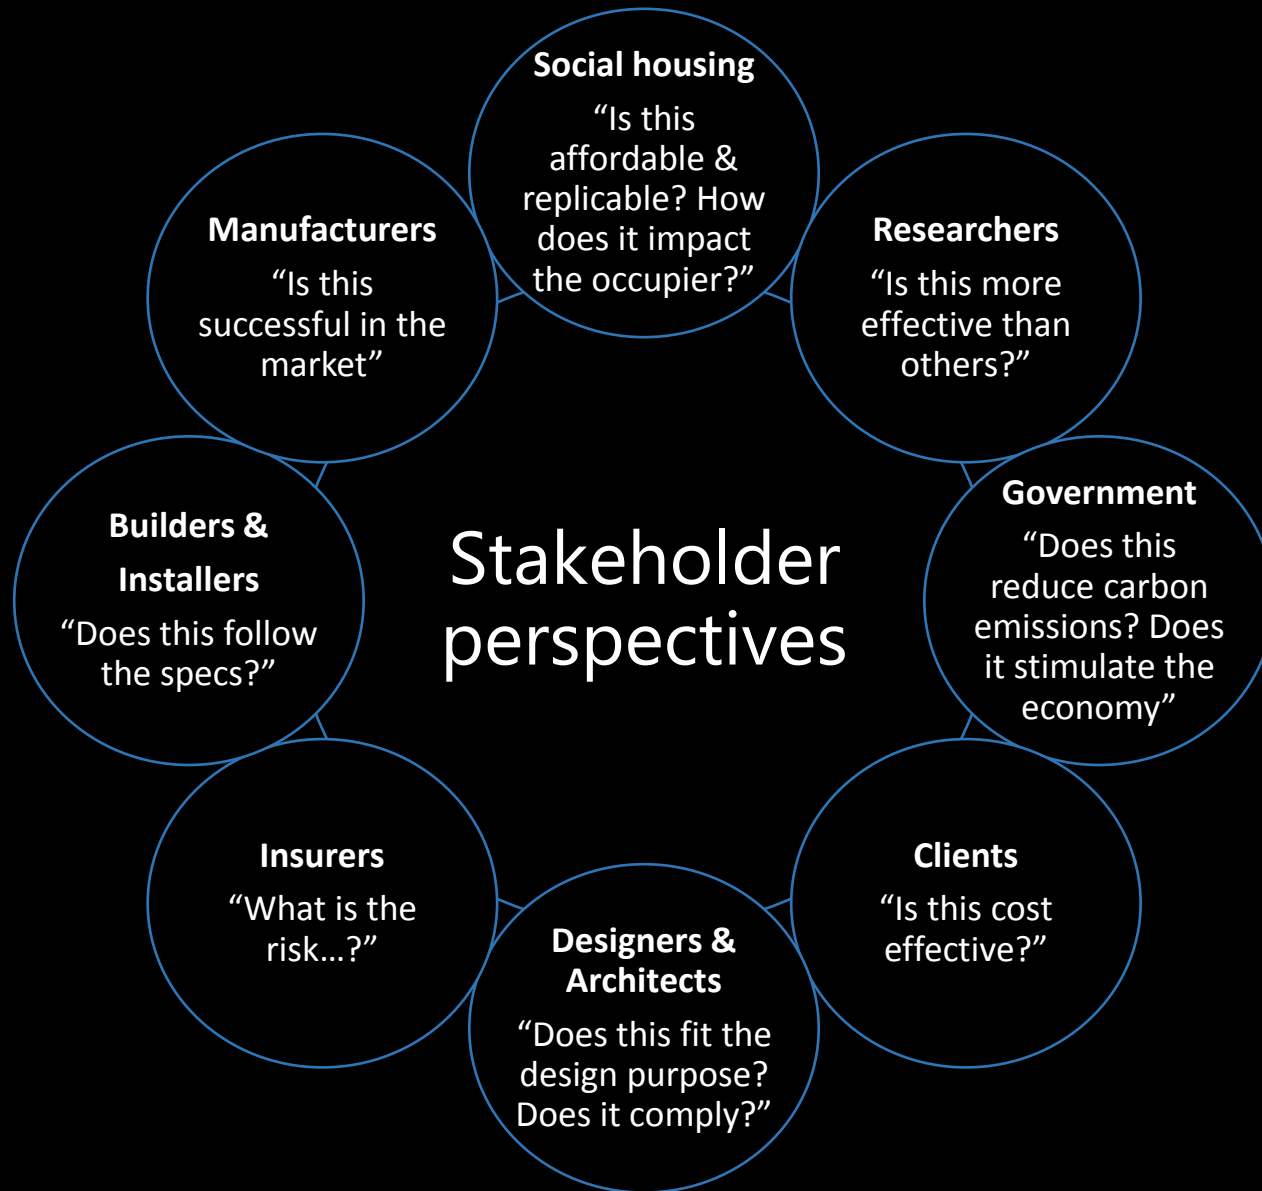 Social housing
“Is this
affordable &
replicable? How
does it impact
the occupier?”
Researchers
“Is this more
effective than
others?”
Government
“Does this
reduce carbon
emissions? Does
it stimulate the
economy”
Clients
“Is this cost
effective?”
Designers &
Architects
“Does this fit the
design purpose?
Does it comply?”
Insurers
“What is the
risk…?”
Builders &
Installers
“Does this follow
the specs?”
Manufacturers
“Is this
successful in the
market”
Stakeholder
perspectives